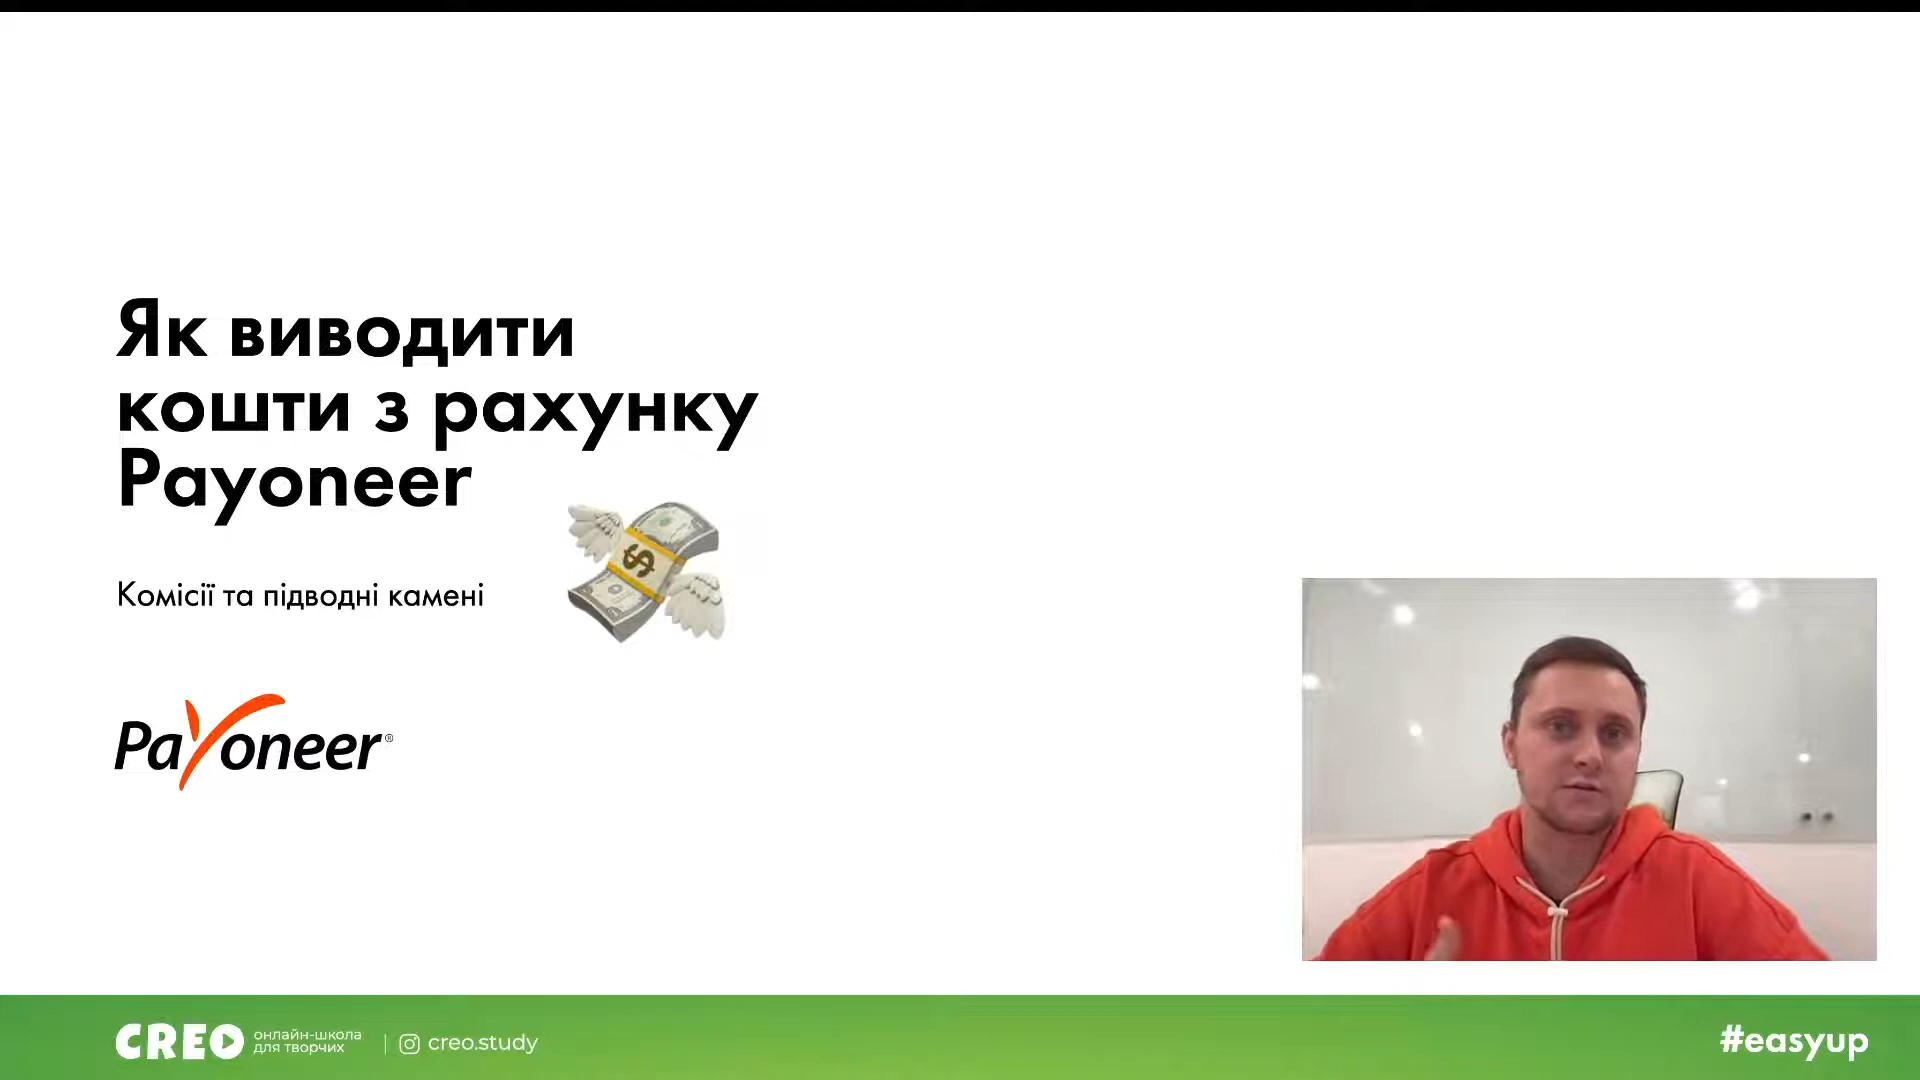 Як виводити
кошти з рахунку
Payoneer
Комісії та підводні камені
Payoneer®
CREO
онлайн-школа
для творчих
creo.study
#easyup